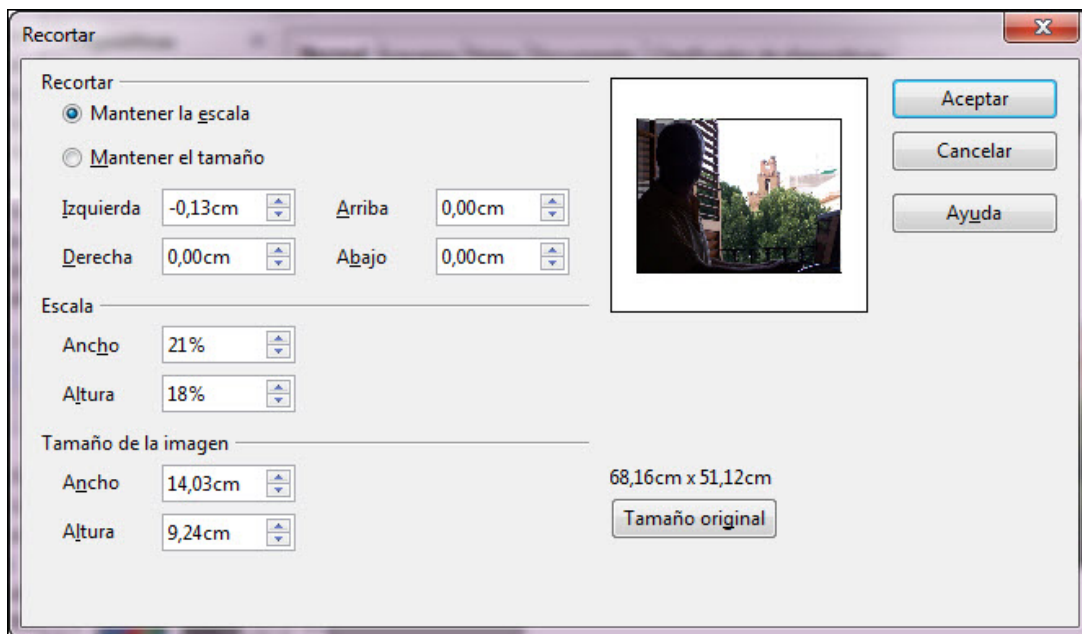 Recortar
Recortar
Mantener la escala
Mantener el tamaño
Izquierda -0,13cm Arriba 0,00cm
Derecha 0,00cm Abajo 0,00cm
Escala
Ancho 21%
Altura 18%
Tamaño de la imagen
Ancho 14,03cm
Altura 9,24cm
68,16cm x 51,12cm
Tamaño original
Aceptar
Cancelar
Ayuda